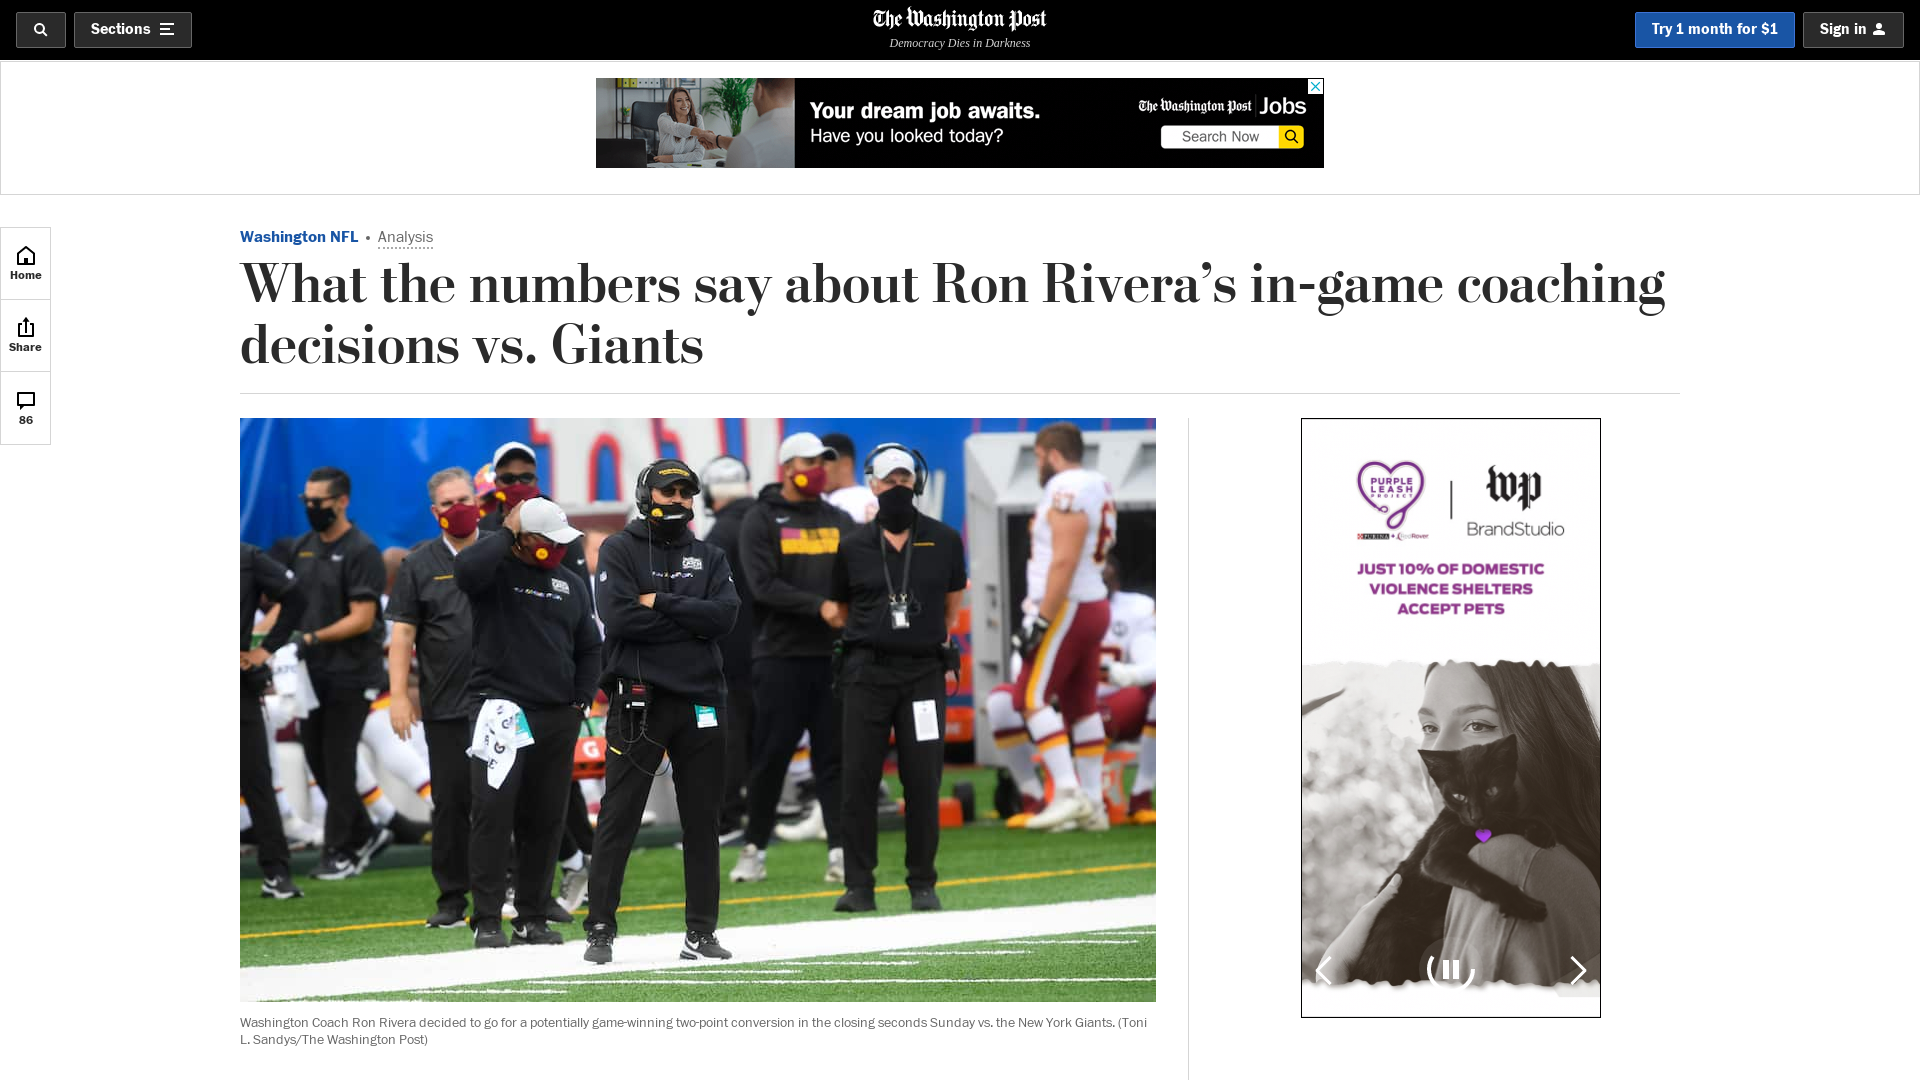 Sections
The Washington Post
Democracy Dies in Darkness
Try 1 month for $1
Sign in
Your dream job awaits.
Have you looked today?
The Washington Post Jobs
Search Now
Home
Share
86
Washington NFL • Analysis
What the numbers say about Ron Rivera’s in-game coaching
decisions vs. Giants
Washington Coach Ron Rivera decided to go for a potentially game-winning two-point conversion in the closing seconds Sunday vs. the New York Giants. (Toni
L. Sandys/The Washington Post)
PURPLE
LEASH
PROJECT
PURINA + RedRover
wp
BrandStudio
JUST 10% OF DOMESTIC
VIOLENCE SHELTERS
ACCEPT PETS